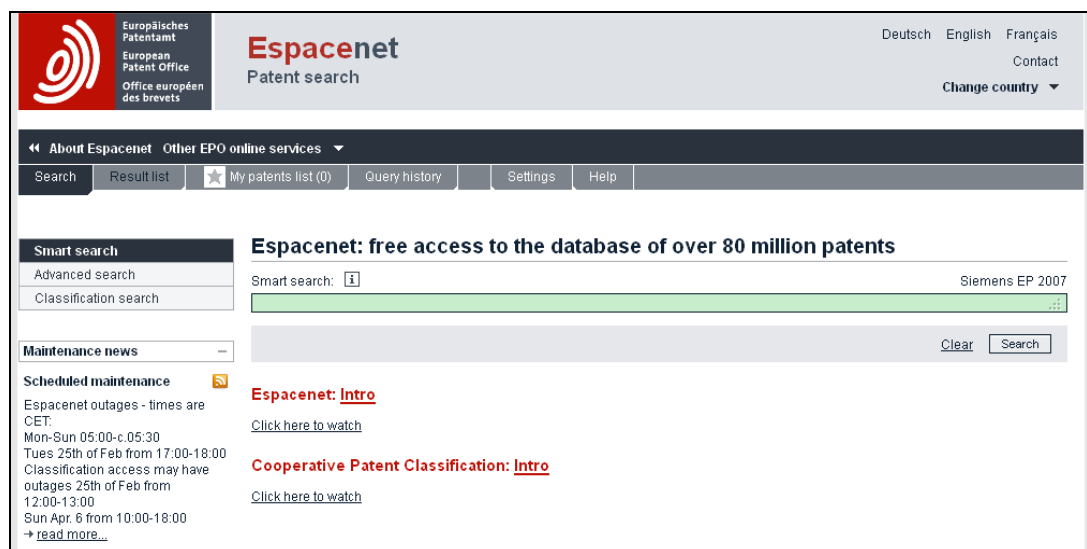 Europäisches
Patentamt
European
Patent Office
Office européen
des brevets
Espacenet
Patent search
Deutsch English Français
Contact
Change country
About Espacenet Other EPO online services
Search Result list My patents list (0) Query history Settings Help
Smart search
Advanced search
Classification search
Maintenance news
Scheduled maintenance
Espacenet outages - times are
CET:
Mon-Sun 05:00-c.05:30
Tues 25th of Feb from 17:00-18:00
Classification access may have
outages 25th of Feb from
12:00-13:00
Sun Apr. 6 from 10:00-18:00
→ read more...
Espacenet: free access to the database of over 80 million patents
Smart search: i Siemens EP 2007
Clear Search
Espacenet: Intro
Click here to watch
Cooperative Patent Classification: Intro
Click here to watch